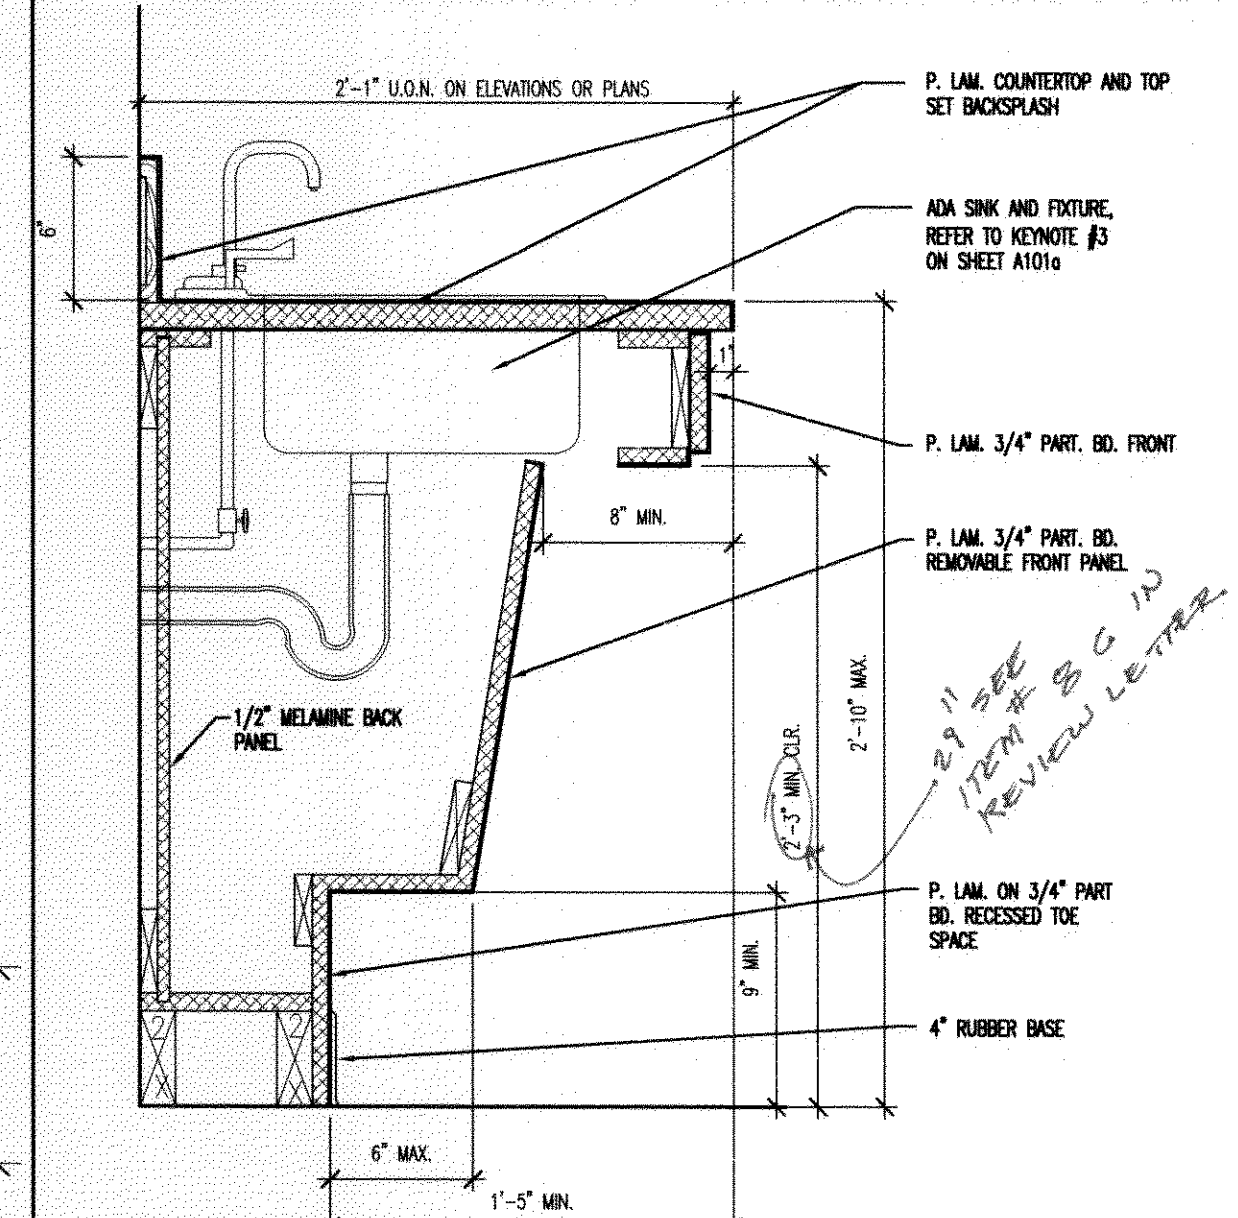 2'-1" U.O.N. ON ELEVATIONS OR PLANS
P. LAM. COUNTERTOP AND TOP
SET BACKSPLASH
6"
ADA SINK AND FIXTURE,
REFER TO KEYNOTE #3
ON SHEET A101a
1"
P. LAM. 3/4" PART. BD. FRONT
8" MIN.
P. LAM. 3/4" PART. BD.
REMOVABLE FRONT PANEL
29" SEE
ITEM # 8 G IN
REVIEW LETTER
1/2" MELAMINE BACK
PANEL
2'-10" MAX.
2'-3" MIN. CLR.
P. LAM. ON 3/4" PART
BD. RECESSED TOE
SPACE
9" MIN.
2
2
4" RUBBER BASE
6" MAX.
1'-5" MIN.